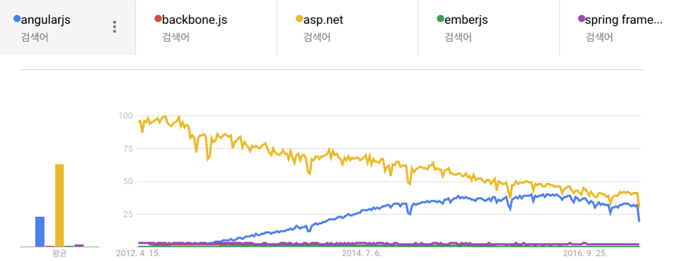 angularjs
검색어
backbone.js
검색어
asp.net
검색어
emberjs
검색어
spring frame...
검색어
100
75
50
25
평균
2012. 4. 15.
2014. 7. 6.
2016. 9. 25.